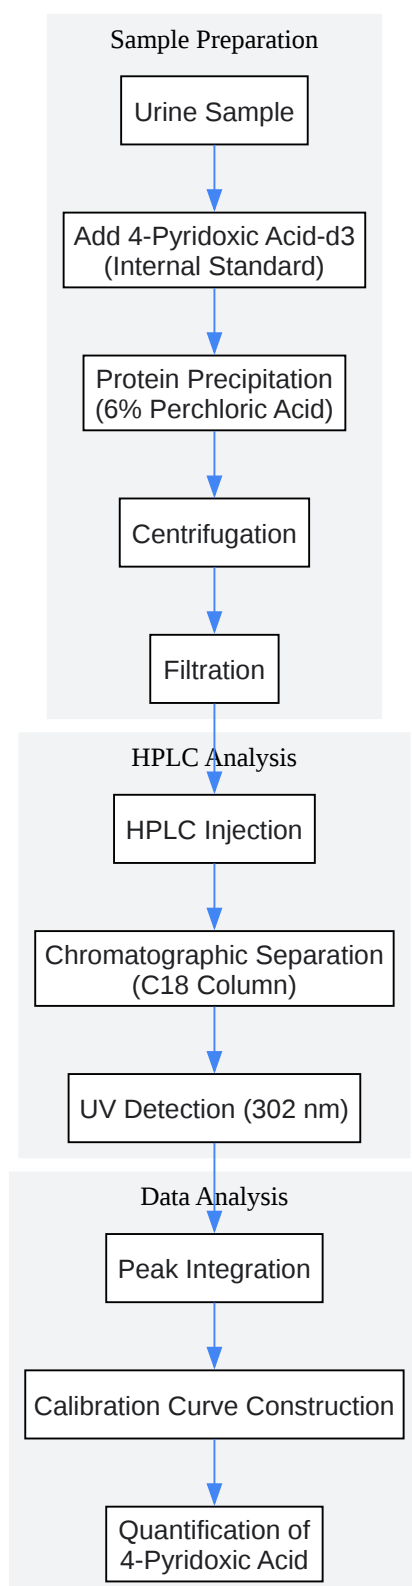 Sample Preparation
Urine Sample
Add 4-Pyridoxic Acid-d3
(Internal Standard)
Protein Precipitation
(6% Perchloric Acid)
Centrifugation
Filtration
HPLC Analysis
HPLC Injection
Chromatographic Separation
(C18 Column)
UV Detection (302 nm)
Data Analysis
Peak Integration
Calibration Curve Construction
Quantification of
4-Pyridoxic Acid